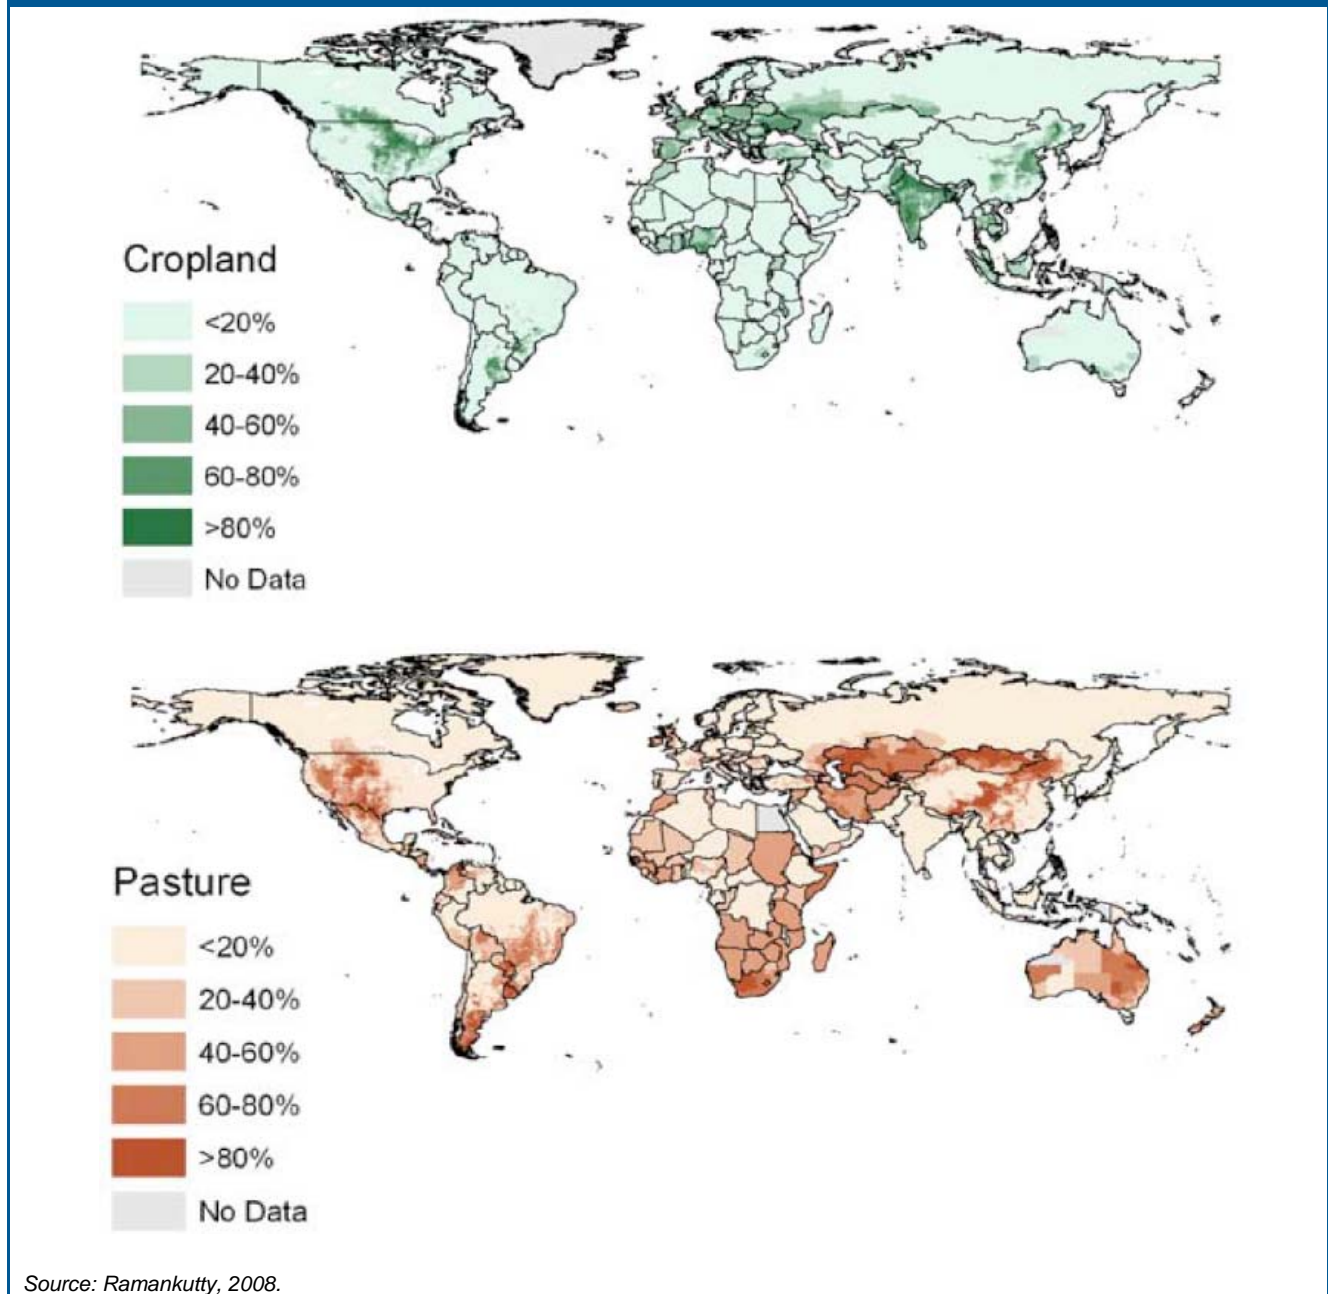 Cropland
<20%
20-40%
40-60%
60-80%
>80%
No Data
Pasture
<20%
20-40%
40-60%
60-80%
>80%
No Data
Source: Ramankutty, 2008.